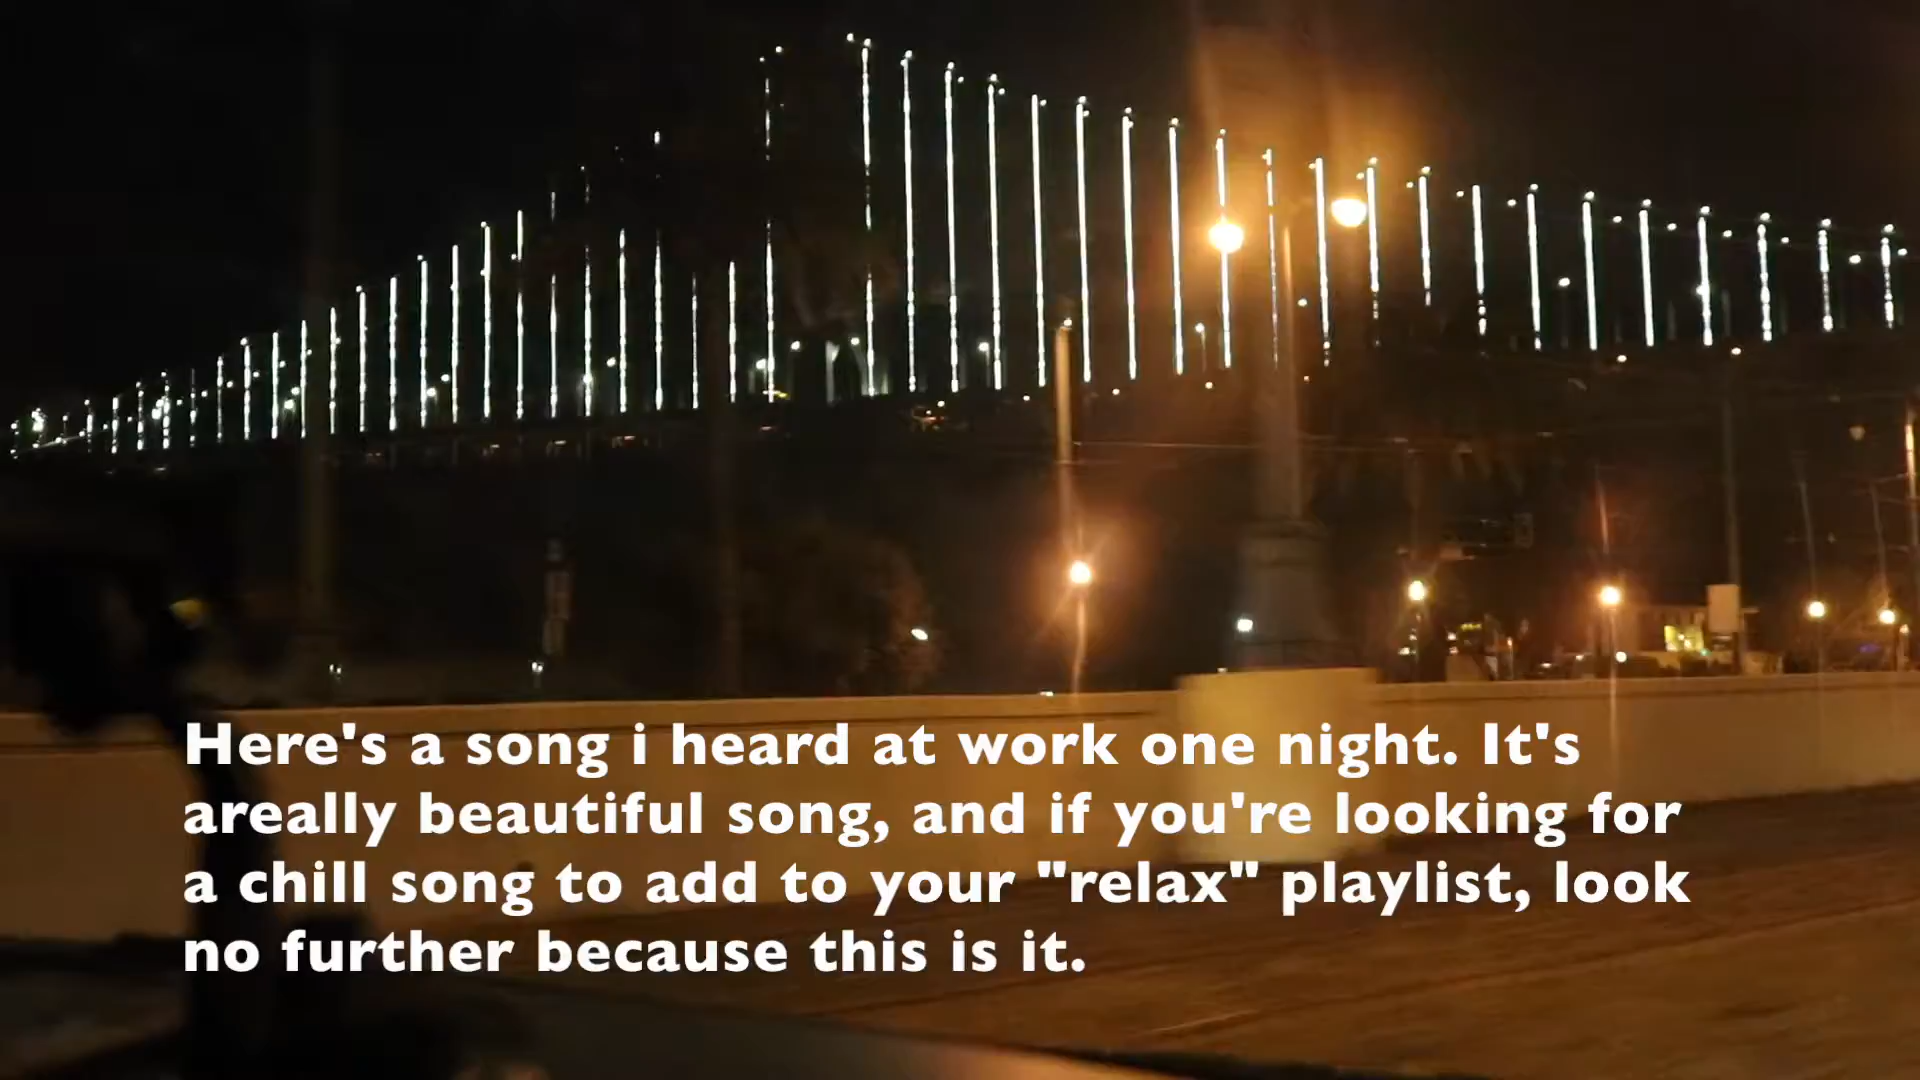 Here's a song i heard at work one night. It's
areally beautiful song, and if you're looking for
a chill song to add to your "relax" playlist, look
no further because this is it.